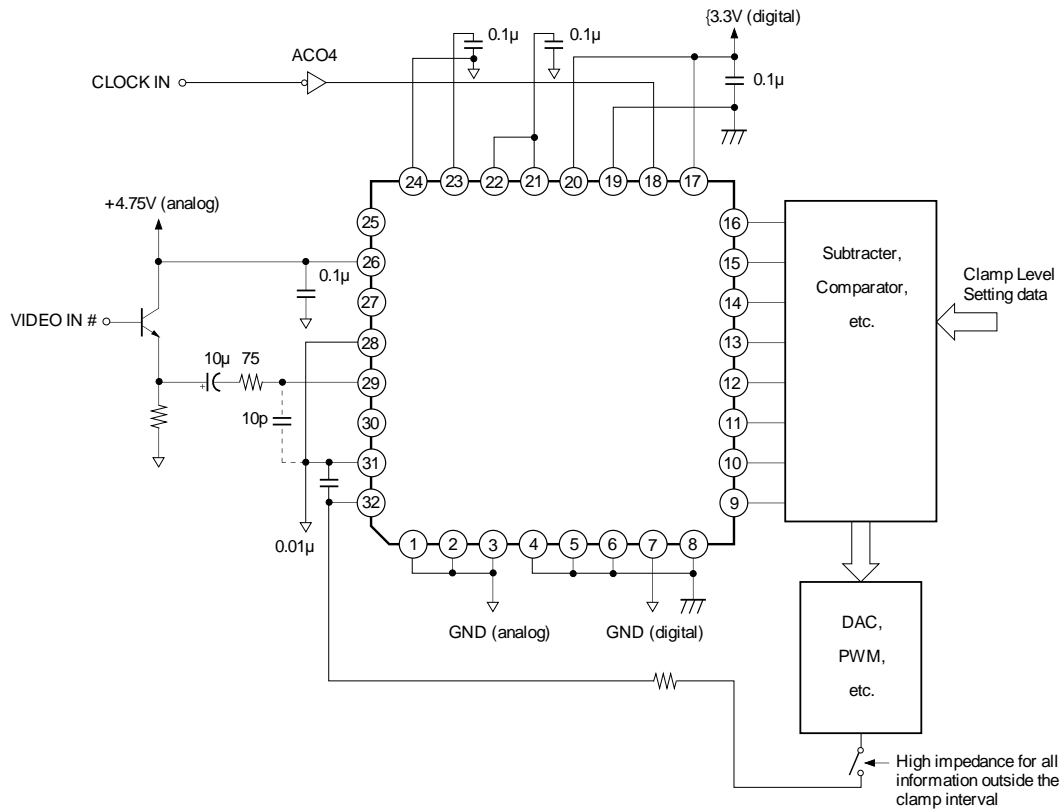 {3.3V (digital)
0.1µ
0.1µ
ACO4
CLOCK IN
0.1µ
24 23 22 21 20 19 18 17
+4.75V (analog)
25
26
27
28
29
30
31
32
0.1µ
VIDEO IN #
10µ
75
10p
0.01µ
16
15
14
13
12
11
10
9
Subtracter,
Comparator,
etc.
Clamp Level
Setting data
1 2 3 4 5 6 7 8
GND (analog)
GND (digital)
DAC,
PWM,
etc.
High impedance for all
information outside the
clamp interval